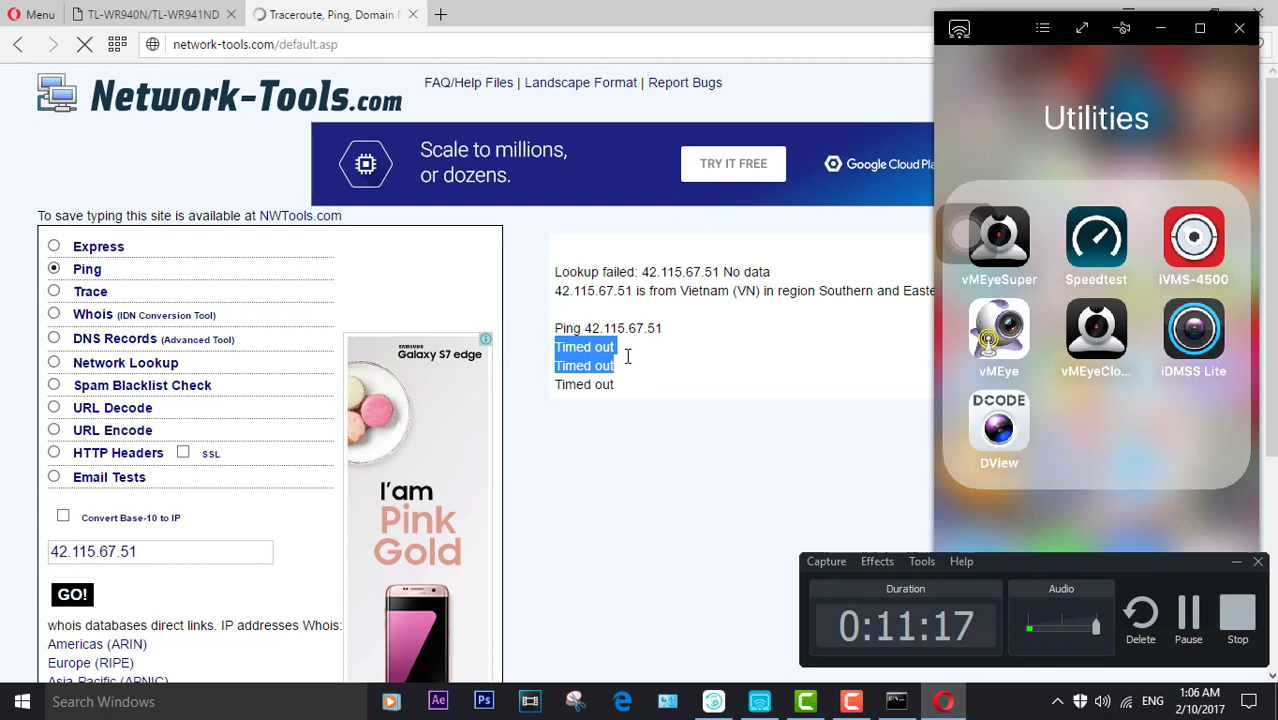 Menu
TL-WR940N/TL-WR941ND
Traceroute, Ping, Domain N
network-tools.com/default.asp
Network-Tools.com
FAQ/Help Files | Landscape Format | Report Bugs
Scale to millions,
or dozens.
TRY IT FREE
Google Cloud Pla
To save typing this site is available at NWTools.com
Express
Ping
Trace
Whois (IDN Conversion Tool)
DNS Records (Advanced Tool)
Network Lookup
Spam Blacklist Check
URL Decode
URL Encode
HTTP Headers SSL
Email Tests
Convert Base-10 to IP
42.115.67.51
GO!
whois databases direct links. IP addresses Whois:
Americas (ARIN)
Europe (RIPE)
Asia-Pacific (APNIC)
SAMSUNG
Galaxy S7 edge
I'am
Pink
Gold
Lookup failed: 42.115.67.51 No data
42.115.67.51 is from Vietnam (VN) in region Southern and Easte
Ping 42.115.67.51
Timed out
Timed out
Timed out
Utilities
vMEyeSuper
Speedtest
iVMS-4500
vMEye
vMEyeClo...
iDMSS Lite
DCODE
DView
Capture Effects Tools Help
Duration
0:11:17
Audio
Delete
Pause
Stop
Search Windows
Ae
Ps
ENG
1:06 AM
2/10/2017